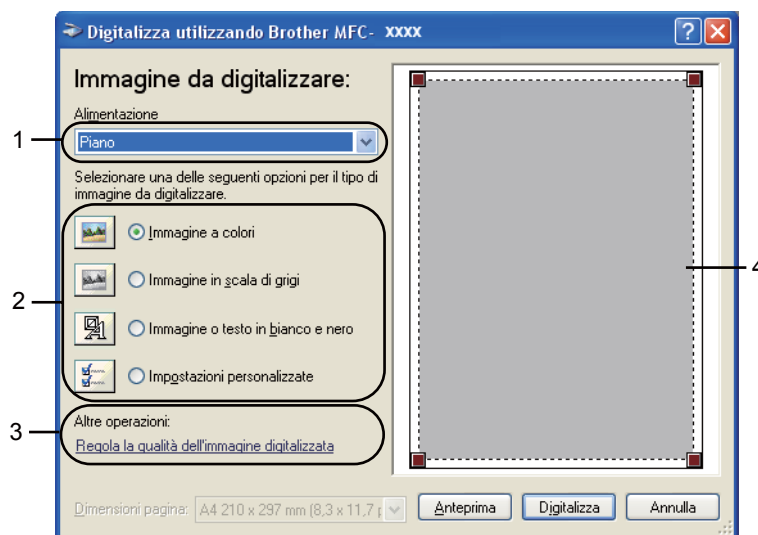 Digitalizza utilizzando Brother MFC- xxxx
Immagine da digitalizzare:
Alimentazione
1
Piano
Selezionare una delle seguenti opzioni per il tipo di
immagine da digitalizzare.
2
Immagine a colori
Immagine in scala di grigi
Immagine o testo in bianco e nero
Impostazioni personalizzate
3
Altre operazioni:
Regola la qualità dell'immagine digitalizzata
4
Dimensioni pagina: A4 210 x 297 mm (8,3 x 11,7
Anteprima
Digitalizza
Annulla